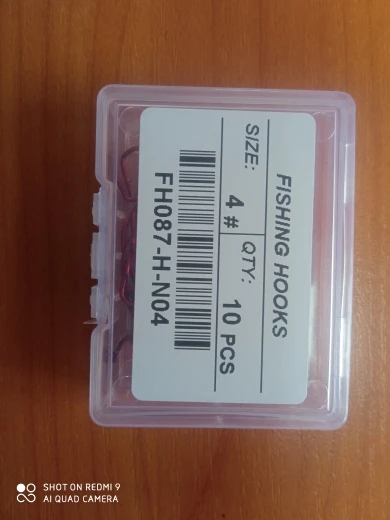 FISHING HOOKS
SIZE: 4 # QTY: 10 PCS
FH087-H-N04
SHOT ON REDMI 9
AI QUAD CAMERA